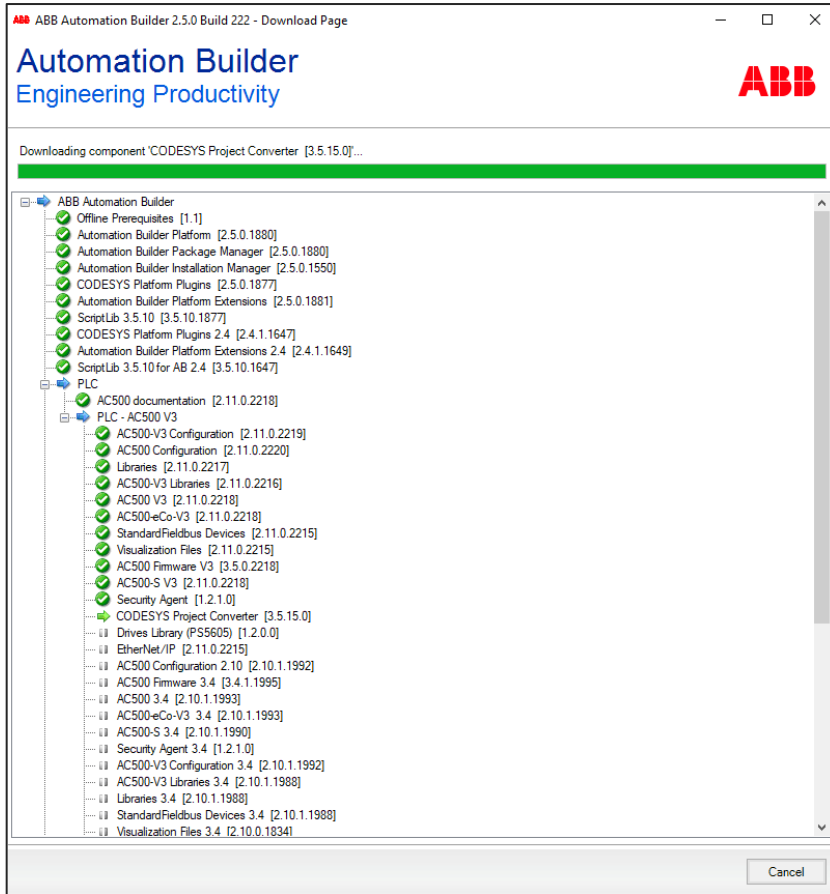 ABB ABB Automation Builder 2.5.0 Build 222 - Download Page
Automation Builder
Engineering Productivity
ABB
Downloading component 'CODESYS Project Converter [3.5.15.0]'...
ABB Automation Builder
Offline Prerequisites [1.1]
Automation Builder Platform [2.5.0.1880]
Automation Builder Package Manager [2.5.0.1880]
Automation Builder Installation Manager [2.5.0.1550]
CODESYS Platform Plugins [2.5.0.1877]
Automation Builder Platform Extensions [2.5.0.1881]
ScriptLib 3.5.10 [3.5.10.1877]
CODESYS Platform Plugins 2.4 [2.4.1.1647]
Automation Builder Platform Extensions 2.4 [2.4.1.1649]
ScriptLib 3.5.10 for AB 2.4 [3.5.10.1647]
PLC
AC500 documentation [2.11.0.2218]
PLC - AC500 V3
AC500-V3 Configuration [2.11.0.2219]
AC500 Configuration [2.11.0.2220]
Libraries [2.11.0.2217]
AC500-V3 Libraries [2.11.0.2216]
AC500 V3 [2.11.0.2218]
AC500-eCo-V3 [2.11.0.2218]
StandardFieldbus Devices [2.11.0.2215]
Visualization Files [2.11.0.2215]
AC500 Firmware V3 [3.5.0.2218]
AC500-S V3 [2.11.0.2218]
Security Agent [1.2.1.0]
CODESYS Project Converter [3.5.15.0]
Drives Library (PS5605) [1.2.0.0]
EtherNet/IP [2.11.0.2215]
AC500 Configuration 2.10 [2.10.1.1992]
AC500 Firmware 3.4 [3.4.1.1995]
AC500 3.4 [2.10.1.1993]
AC500-eCo-V3 3.4 [2.10.1.1993]
AC500-S 3.4 [2.10.1.1990]
Security Agent 3.4 [1.2.1.0]
AC500-V3 Configuration 3.4 [2.10.1.1992]
AC500-V3 Libraries 3.4 [2.10.1.1988]
Libraries 3.4 [2.10.1.1988]
StandardFieldbus Devices 3.4 [2.10.1.1988]
Visualization Files 3.4 [2.10.0.1834]
Cancel